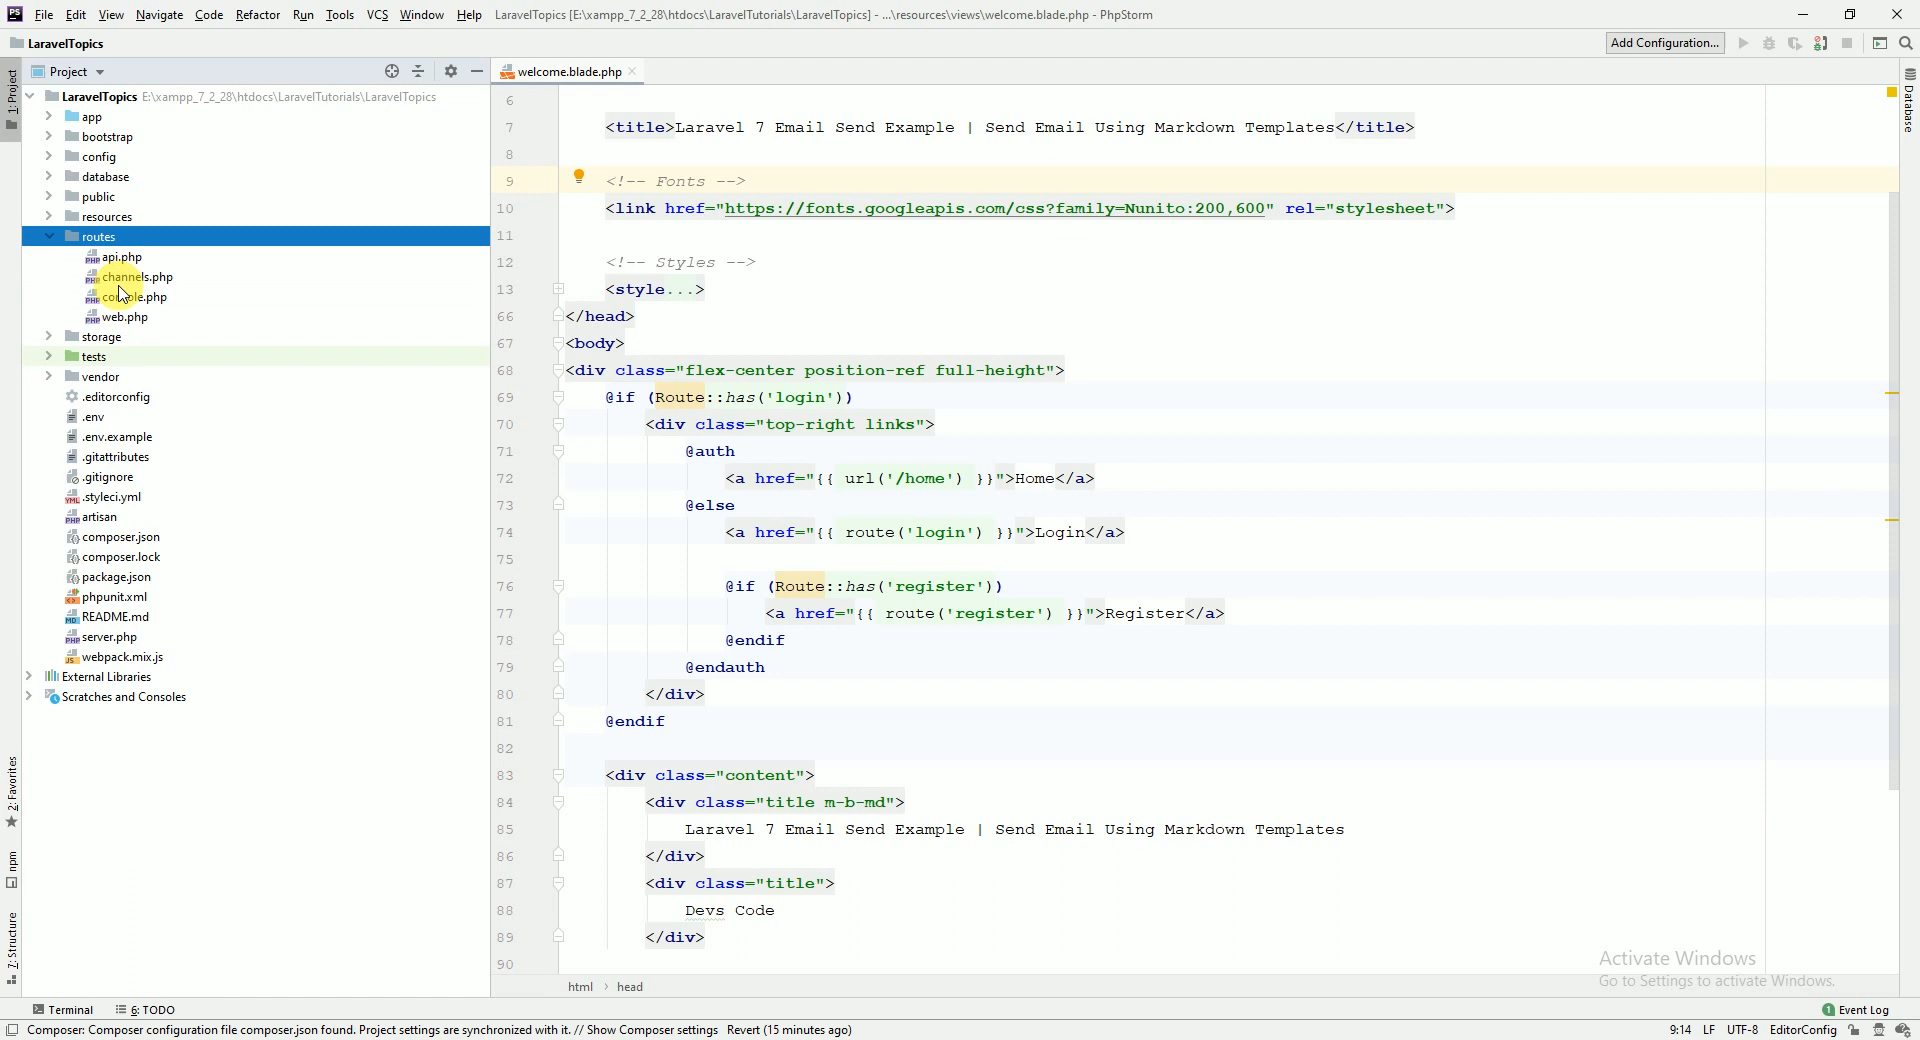 PS File Edit View Navigate Code Refactor Run Tools VCS Window Help LaravelTopics [E:\xampp_7_2_28\htdocs\LaravelTutorials\LaravelTopics] - ...\resources\views\welcome.blade.php - PhpStorm
LaravelTopics
Add Configuration...
1: Project
Project
welcome.blade.php
Database
LaravelTopics E:\xampp_7_2_28\htdocs\LaravelTutorials\LaravelTopics
app
bootstrap
config
database
public
resources
routes
api.php
channels.php
console.php
web.php
storage
tests
vendor
.editorconfig
.env
.env.example
.gitattributes
.gitignore
.styleci.yml
artisan
composer.json
composer.lock
package.json
phpunit.xml
README.md
server.php
webpack.mix.js
External Libraries
Scratches and Consoles
2: Favorites
npm
7: Structure
6
7 <title>Laravel 7 Email Send Example | Send Email Using Markdown Templates</title>
8
9 <!-- Fonts -->
10 <link href="https://fonts.googleapis.com/css?family=Nunito:200,600" rel="stylesheet">
11
12 <!-- Styles -->
13 <style...>
66 </head>
67 <body>
68 <div class="flex-center position-ref full-height">
69 @if (Route::has('login'))
70 <div class="top-right links">
71 @auth
72 <a href="{{ url('/home') }}">Home</a>
73 @else
74 <a href="{{ route('login') }}">Login</a>
75
76 @if (Route::has('register'))
77 <a href="{{ route('register') }}">Register</a>
78 @endif
79 @endauth
80 </div>
81 @endif
82
83 <div class="content">
84 <div class="title m-b-md">
85 Laravel 7 Email Send Example | Send Email Using Markdown Templates
86 </div>
87 <div class="title">
88 Devs Code
89 </div>
90
Activate Windows
Go to Settings to activate Windows.
html › head
Terminal 6: TODO
1 Event Log
Composer: Composer configuration file composer.json found. Project settings are synchronized with it. // Show Composer settings Revert (15 minutes ago)
9:14 LF UTF-8 EditorConfig